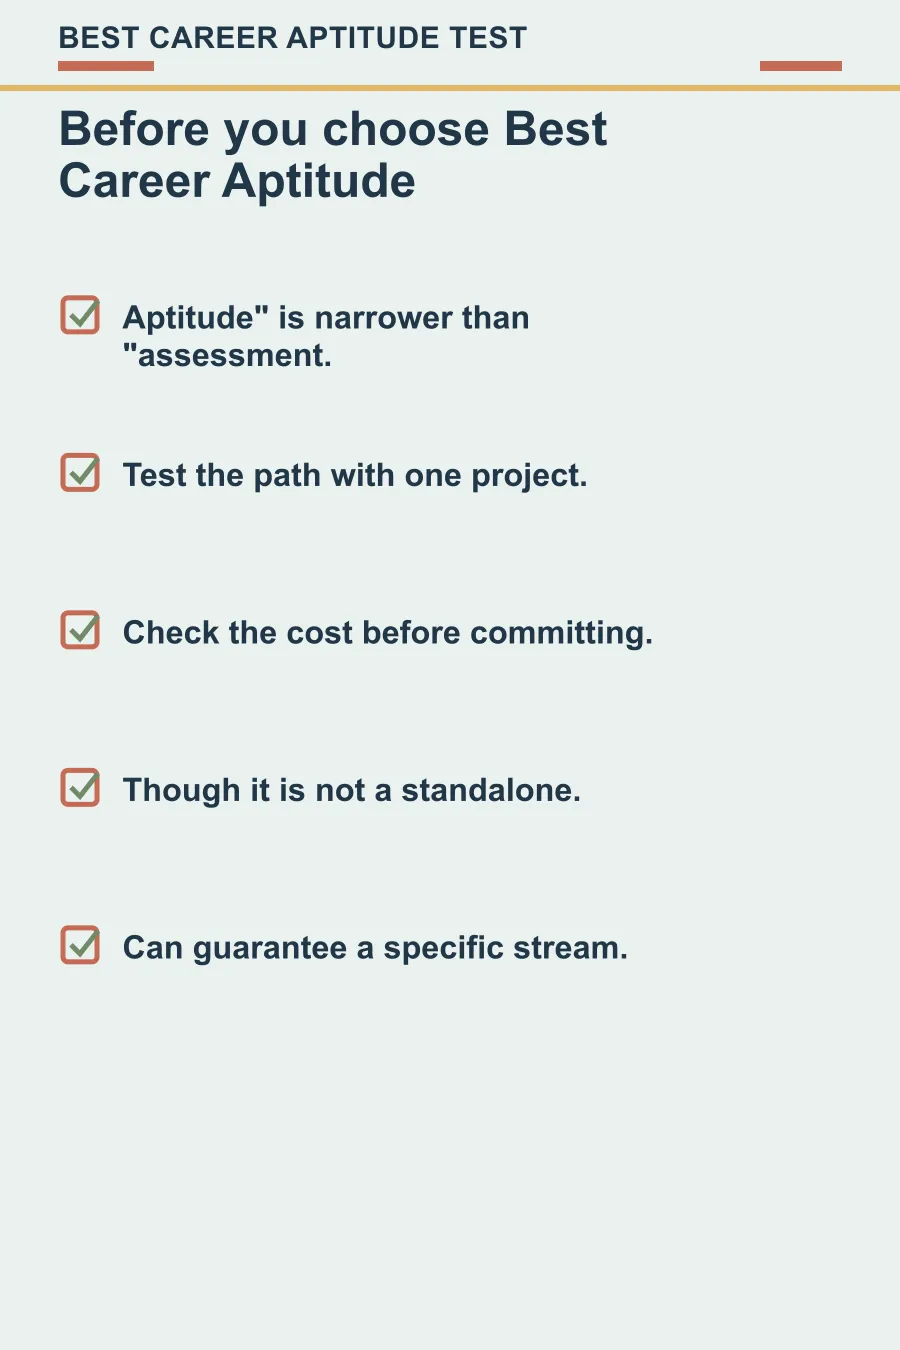 BEST CAREER APTITUDE TEST
Before you choose Best
Career Aptitude
Aptitude" is narrower than
"assessment.
Test the path with one project.
Check the cost before committing.
Though it is not a standalone.
Can guarantee a specific stream.